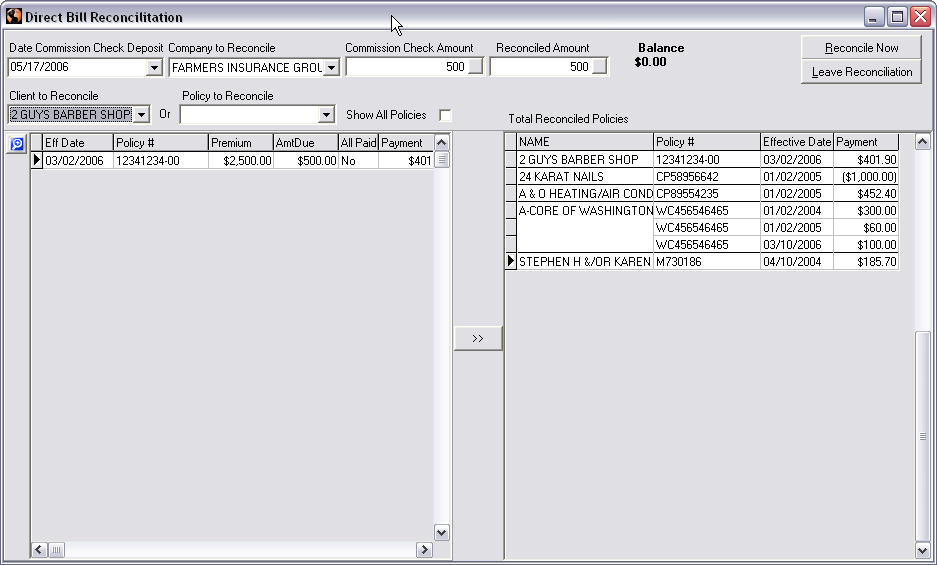 Direct Bill Reconcilitation
Date Commission Check Deposit Company to Reconcile Commission Check Amount Reconciled Amount Balance Reconcile Now
05/17/2006 FARMERS INSURANCE GROU 500 500 $0.00
Leave Reconciliation
Client to Reconcile Policy to Reconcile
2 GUYS BARBER SHOP Or Show All Policies Total Reconciled Policies
Eff Date Policy # Premium AmtDue All Paid Payment
03/02/2006 12341234-00 $2,500.00 $500.00 No $401
>>
NAME Policy # Effective Date Payment
2 GUYS BARBER SHOP 12341234-00 03/02/2006 $401.90
24 KARAT NAILS CP58956642 01/02/2005 ($1,000.00)
A & O HEATING/AIR COND CP89554235 01/02/2005 $452.40
A-CORE OF WASHINGTON WC456546465 01/02/2004 $300.00
WC456546465 01/02/2005 $60.00
WC456546465 03/10/2006 $100.00
STEPHEN H &/OR KAREN M730186 04/10/2004 $185.70